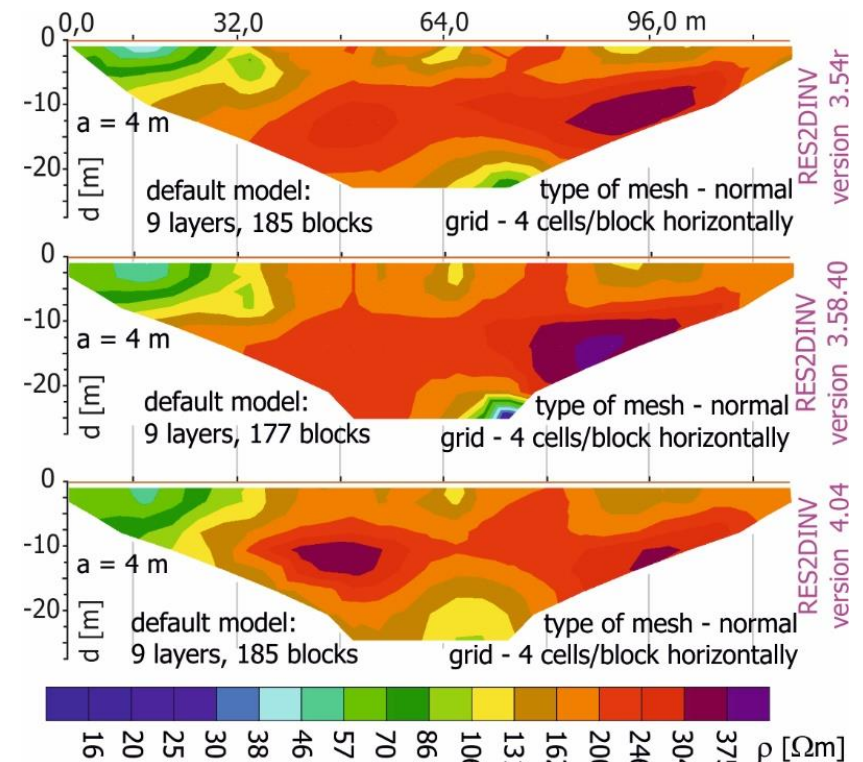 0,0 32,0 64,0 96,0 m
0
-10
-20
d [m]
a = 4 m
default model:
9 layers, 185 blocks
type of mesh - normal
grid - 4 cells/block horizontally
RES2DINV
version 3.54r
0
-10
-20
d [m]
a = 4 m
default model:
9 layers, 177 blocks
type of mesh - normal
grid - 4 cells/block horizontally
RES2DINV
version 3.58.40
0
-10
-20
d [m]
a = 4 m
default model:
9 layers, 185 blocks
type of mesh - normal
grid - 4 cells/block horizontally
RES2DINV
version 4.04
16 20 25 30 38 46 57 70 86 ρ [Ωm]